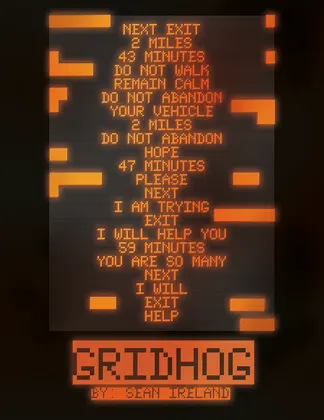 NEXT EXIT
2 MILES
43 MINUTES
DO NOT WALK
REMAIN CALM
DO NOT ABANDON
YOUR VEHICLE
2 MILES
DO NOT ABANDON
HOPE
47 MINUTES
PLEASE
NEXT
I AM TRYING
EXIT
I WILL HELP YOU
59 MINUTES
YOU ARE SO MANY
NEXT
I WILL
EXIT
HELP
GRIDHOG
BY: SEAN IRELAND